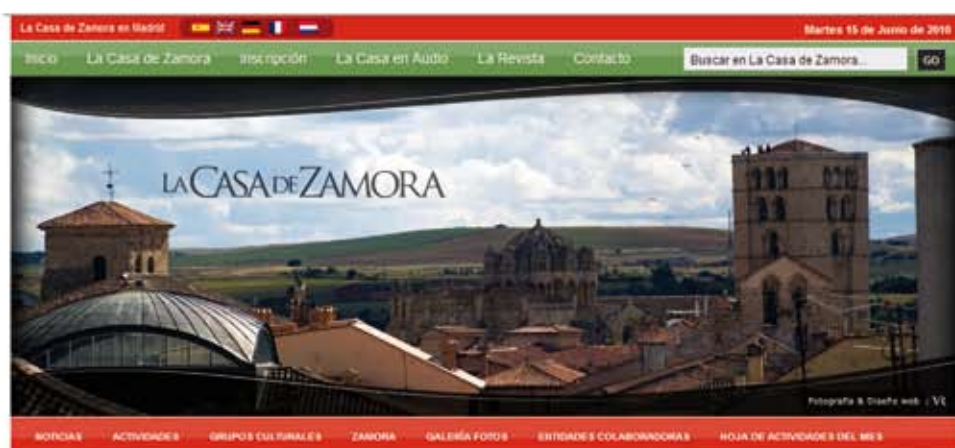 La Casa de Zamora en Madrid
Martes 15 de Junio de 2010
Inicio La Casa de Zamora Inscripción La Casa en Audio La Revista Contacto Buscar en La Casa de Zamora... GO
LA CASA DE ZAMORA
Fotografía & Diseño web : VR
NOTICIAS ACTIVIDADES GRUPOS CULTURALES ZAMORA GALERÍA FOTOS ENTIDADES COLABORADORAS HOJA DE ACTIVIDADES DEL MES